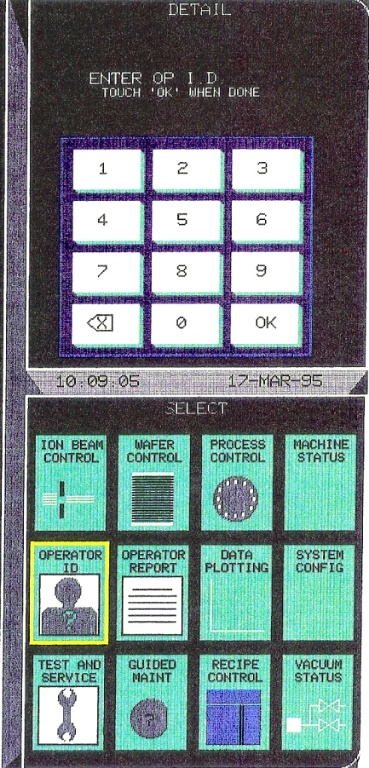 DETAIL
ENTER OP I.D.
TOUCH 'OK' WHEN DONE
1 2 3
4 5 6
7 8 9
X 0 OK
10.09.05 17-MAR-95
SELECT
ION BEAM CONTROL
WAFER CONTROL
PROCESS CONTROL
MACHINE STATUS
OPERATOR ID
OPERATOR REPORT
DATA PLOTTING
SYSTEM CONFIG
TEST AND SERVICE
GUIDED MAINT
?
RECIPE CONTROL
VACUUM STATUS